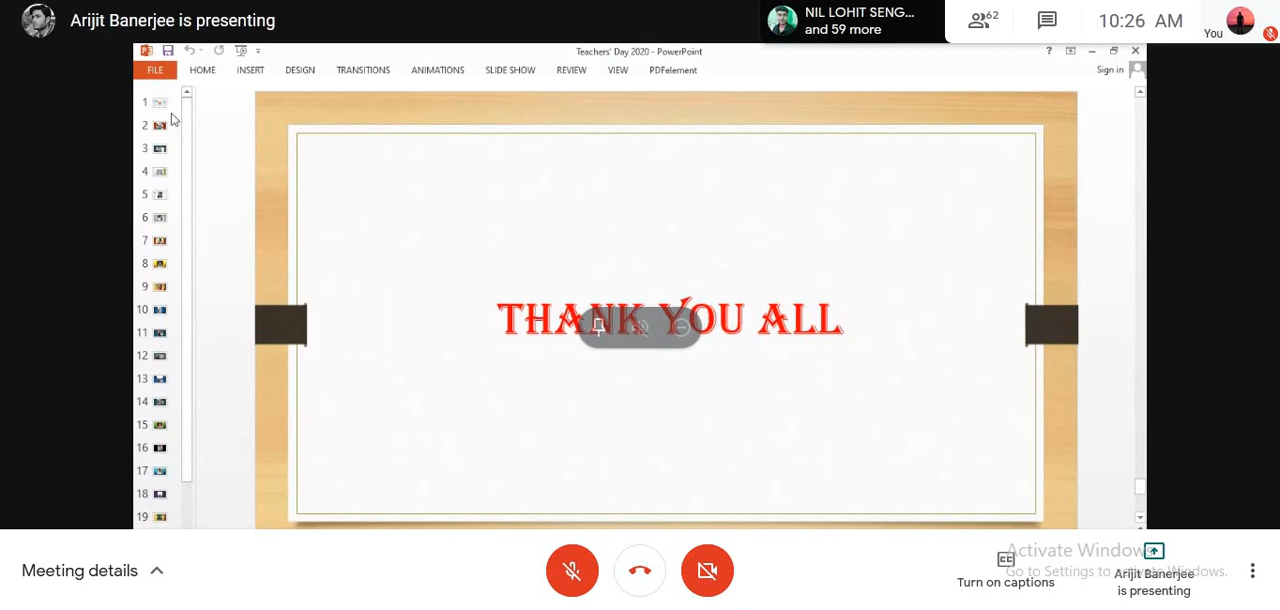 Arijit Banerjee is presenting
NIL LOHIT SENG...
and 59 more
62
10:26 AM
You
Teachers' Day 2020 - PowerPoint
?
FILE HOME INSERT DESIGN TRANSITIONS ANIMATIONS SLIDE SHOW REVIEW VIEW PDFelement Sign in
1
2
3
4
5
6
7
8
9
10
11
12
13
14
15
16
17
18
19
THANK YOU ALL
Meeting details
CC
Turn on captions
Activate Windows
Go to Settings to activate Windows.
Arijit Banerjee
is presenting